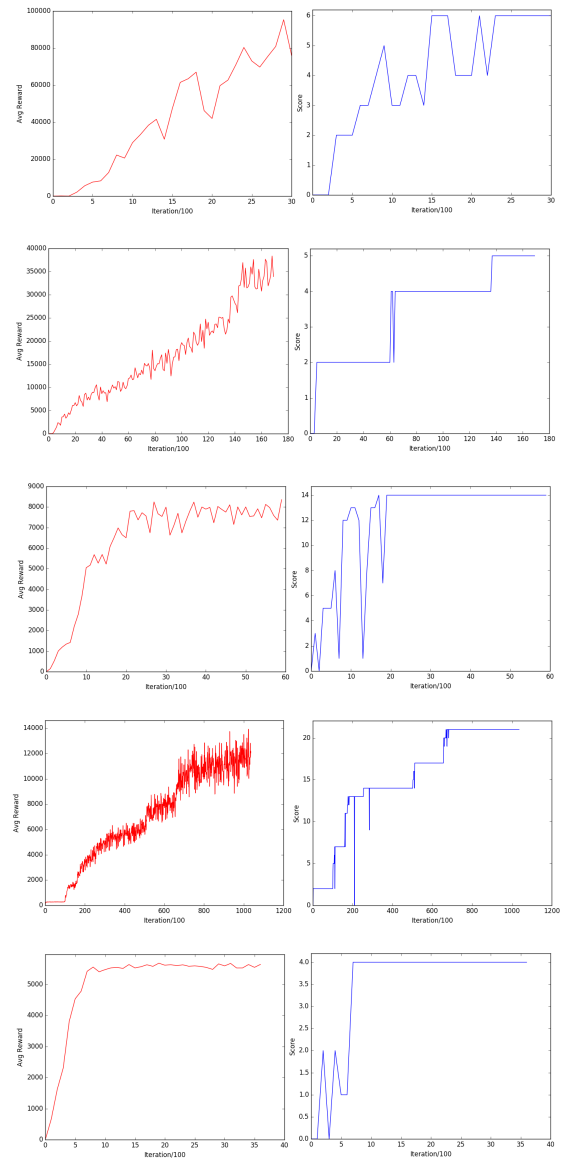 100000
80000
60000
40000
20000
0
0 5 10 15 20 25 30
Avg Reward
Iteration/100
6
5
4
3
2
1
0
0 5 10 15 20 25 30
Score
Iteration/100
40000
35000
30000
25000
20000
15000
10000
5000
0
0 20 40 60 80 100 120 140 160 180
Avg Reward
Iteration/100
5
4
3
2
1
0
0 20 40 60 80 100 120 140 160 180
Score
Iteration/100
9000
8000
7000
6000
5000
4000
3000
2000
1000
0
0 10 20 30 40 50 60
Avg Reward
Iteration/100
14
12
10
8
6
4
2
0
0 10 20 30 40 50 60
Score
Iteration/100
14000
12000
10000
8000
6000
4000
2000
0
0 200 400 600 800 1000 1200
Avg Reward
Iteration/100
20
15
10
5
0
0 200 400 600 800 1000 1200
Score
Iteration/100
5000
4000
3000
2000
1000
0
0 5 10 15 20 25 30 35 40
Avg Reward
Iteration/100
4.0
3.5
3.0
2.5
2.0
1.5
1.0
0.5
0.0
0 5 10 15 20 25 30 35 40
Score
Iteration/100